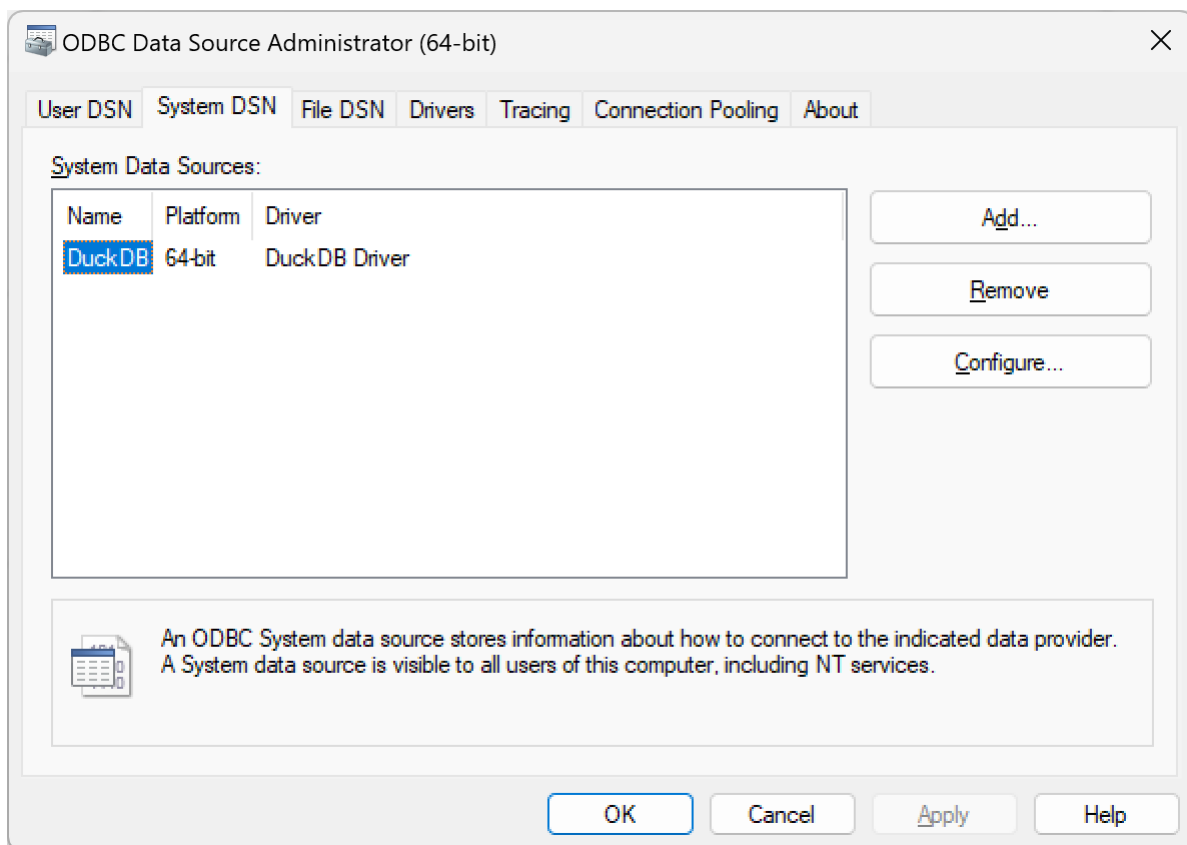 ODBC Data Source Administrator (64-bit)
User DSN System DSN File DSN Drivers Tracing Connection Pooling About
System Data Sources:
Name Platform Driver
DuckDB 64-bit DuckDB Driver
Add...
Remove
Configure...
An ODBC System data source stores information about how to connect to the indicated data provider.
A System data source is visible to all users of this computer, including NT services.
OK Cancel Apply Help